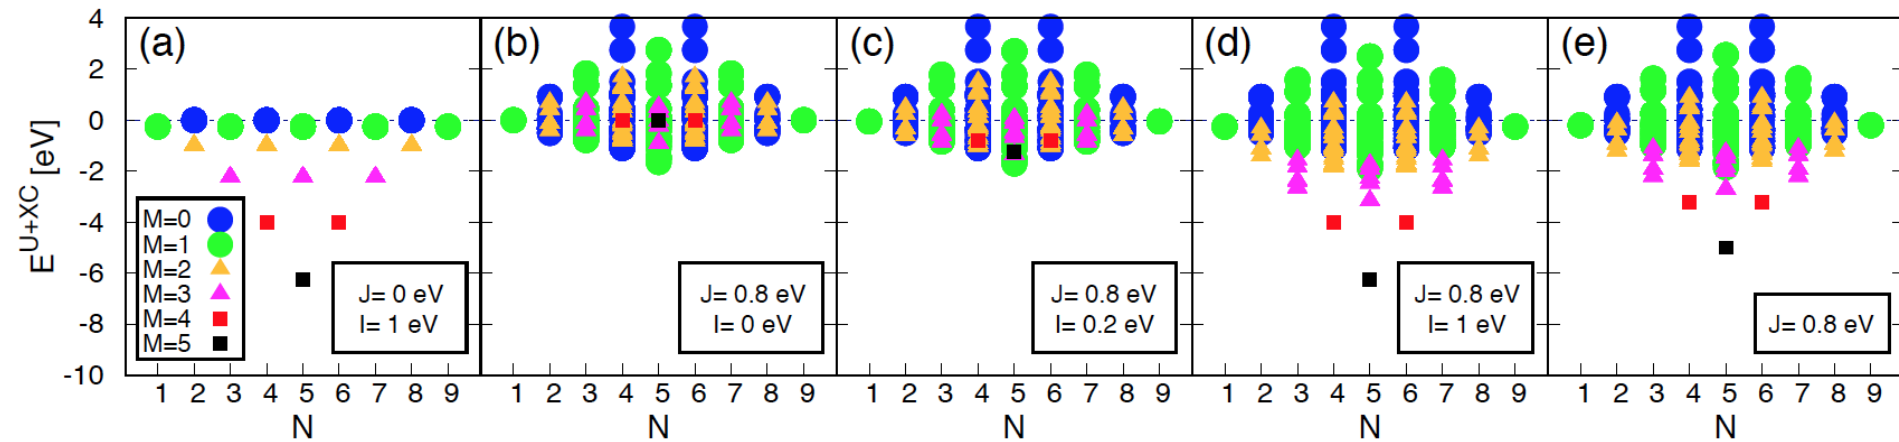 (a) (b) (c) (d) (e)
4
2
0
-2
-4
-6
-8
-10
E^{U+XC} [eV]
M=0
M=1
M=2
M=3
M=4
M=5
J= 0 eV
I= 1 eV
J= 0.8 eV
I= 0 eV
J= 0.8 eV
I= 0.2 eV
J= 0.8 eV
I= 1 eV
J= 0.8 eV
1 2 3 4 5 6 7 8 9 1 2 3 4 5 6 7 8 9 1 2 3 4 5 6 7 8 9 1 2 3 4 5 6 7 8 9 1 2 3 4 5 6 7 8 9
N N N N N